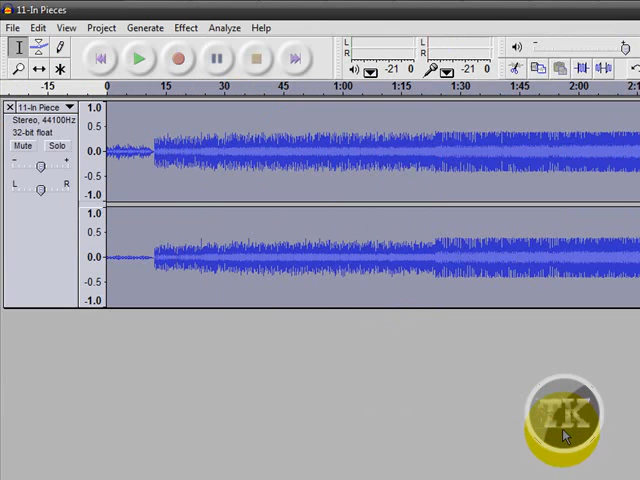 11-In Pieces
File Edit View Project Generate Effect Analyze Help
L
R
-21 0
L
R
-21 0
- +
-15 0 15 30 45 1:00 1:15 1:30 1:45 2:00 2:1
11-In Piece
Stereo, 44100Hz
32-bit float
Mute Solo
- +
L R
1.0
0.5
0.0
-0.5
-1.0
1.0
0.5
0.0
-0.5
-1.0
TK